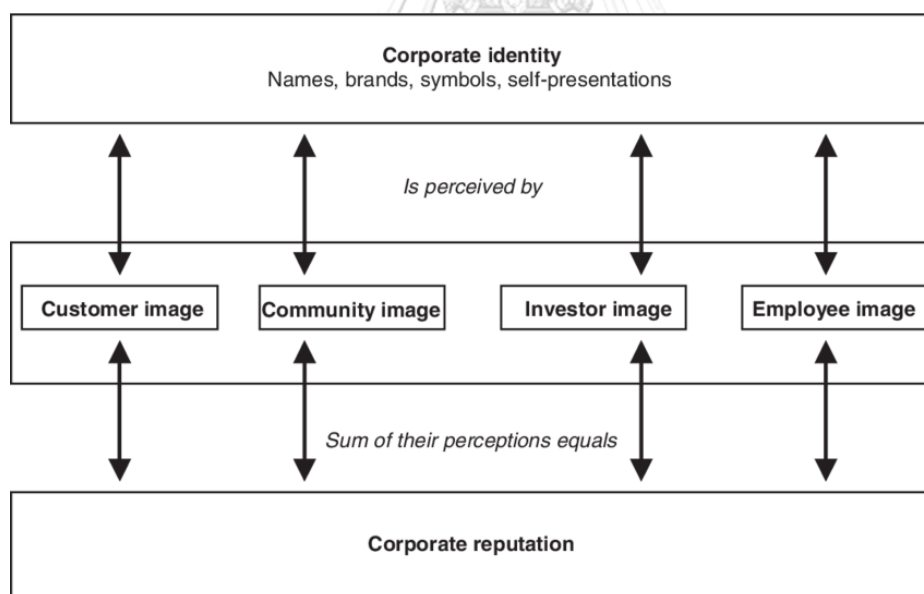 Corporate identity
Names, brands, symbols, self-presentations
Is perceived by
Customer image
Community image
Investor image
Employee image
Sum of their perceptions equals
Corporate reputation